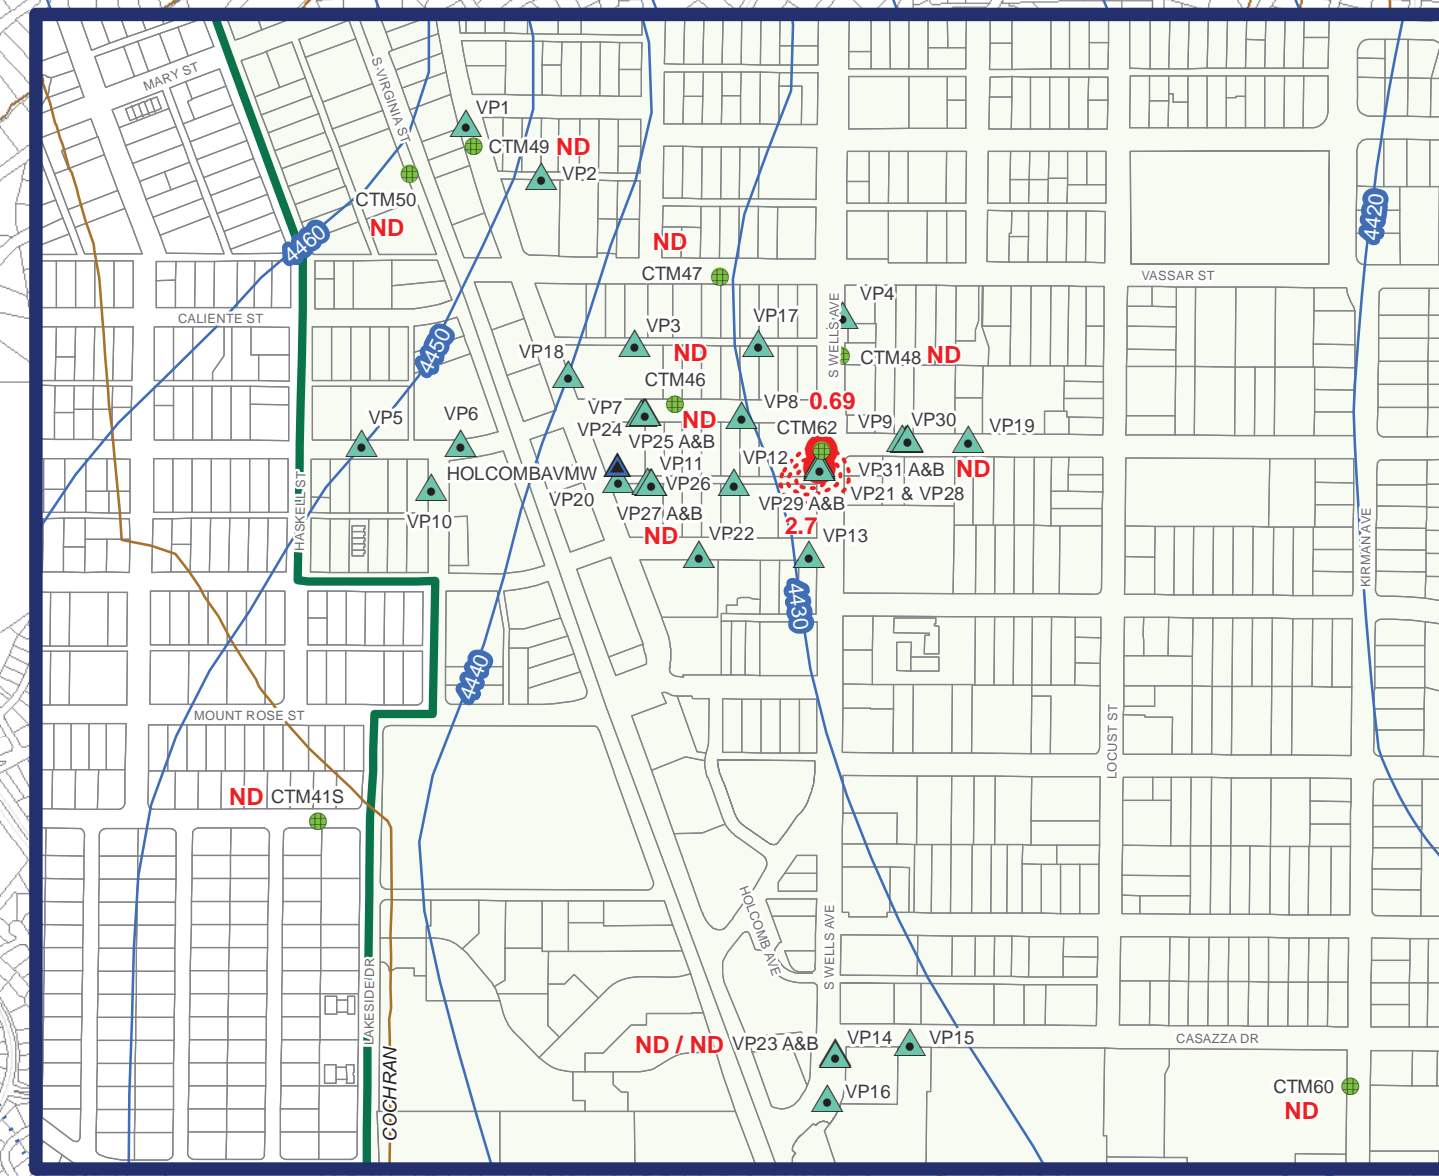 MARY ST
S VIRGINIA ST
VP1
CTM49 ND
VP2
CTM50
ND
4460
4420
ND
CTM47
VASSAR ST
CALIENTE ST
S WELLS AVE
VP4
VP3
VP17
4450
VP18
ND
CTM48 ND
CTM46
VP5
VP6
VP7
ND
VP8
0.69
VP24
CTM62
VP9
VP30
VP19
VP25 A&B
HOLCOMBAVMW
VP11
VP12
VP31 A&B
ND
VP20
VP26
VP21 & VP28
VP10
VP27 A&B
VP29 A&B
HASKELL ST
ND
VP22
2.7
VP13
KIRMAN AVE
4430
4440
MOUNT ROSE ST
LOCUST ST
ND CTM41S
HOLCOMB AVE
S WELLS AVE
LAKESIDE DR
COCHRAN
ND / ND VP23 A&B
VP14
VP15
CASAZZA DR
VP16
CTM60
ND